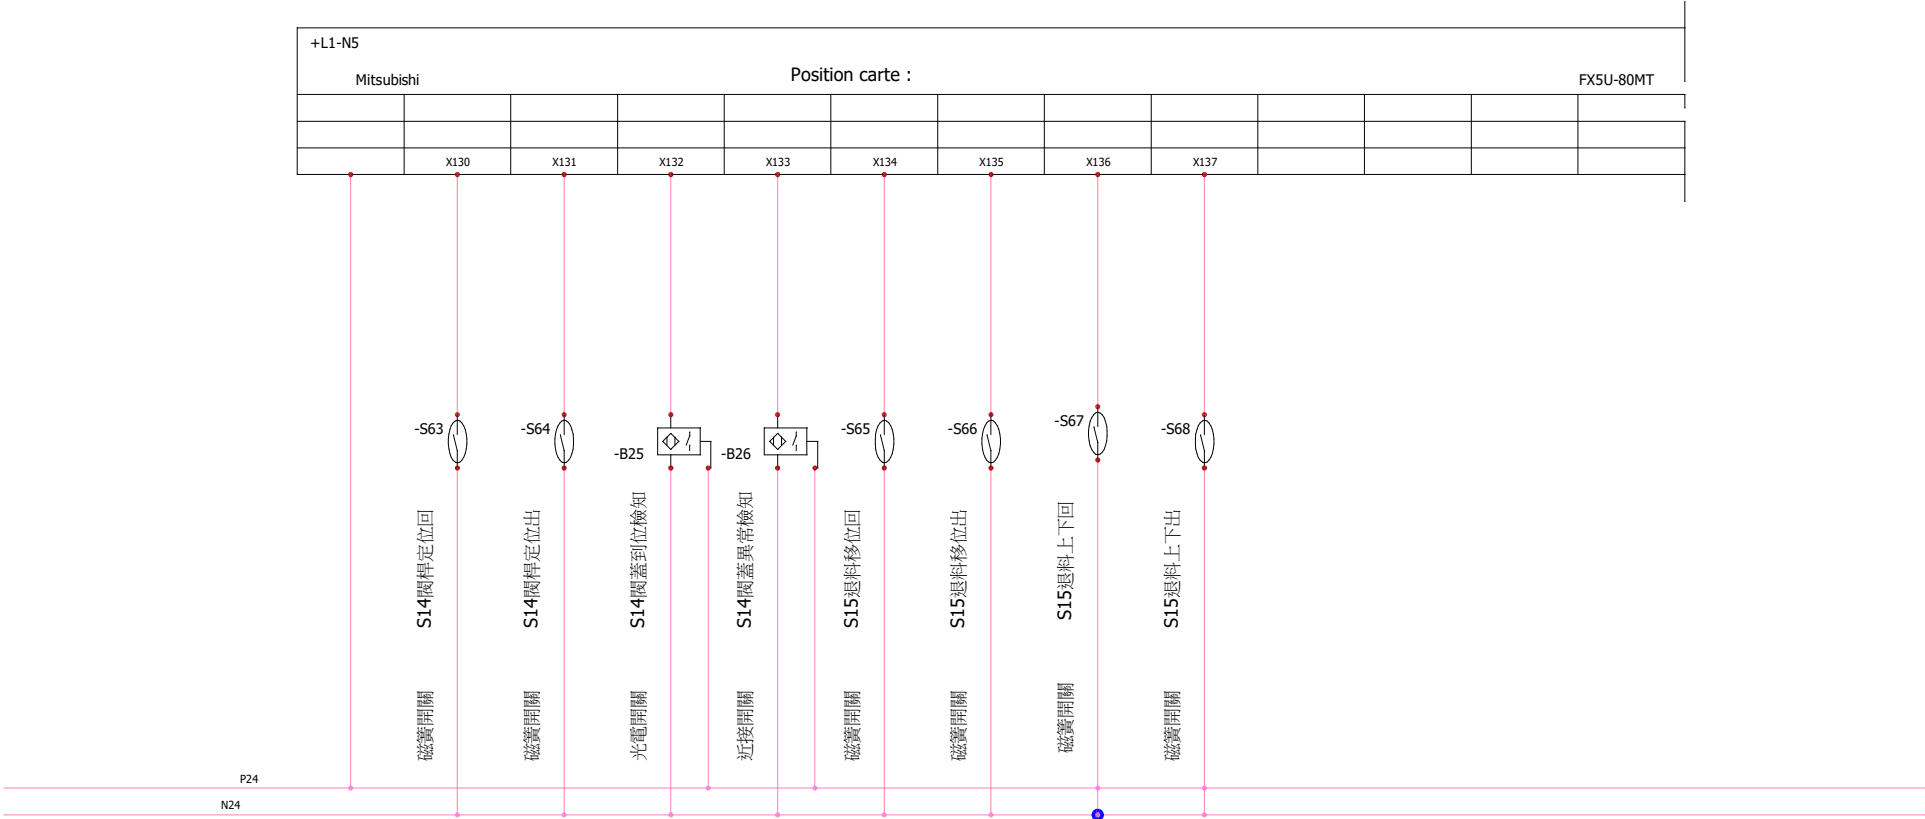 +L1-N5
Mitsubishi
Position carte :
FX5U-80MT
X130
X131
X132
X133
X134
X135
X136
X137
-S63
-S64
-B25
-B26
-S65
-S66
-S67
-S68
S14閥桿定位回
S14閥桿定位出
S14閥蓋到位檢知
S14閥蓋異常檢知
S15退料移位回
S15退料移位出
S15退料上下回
S15退料上下出
磁簧開關
磁簧開關
光電開關
近接開關
磁簧開關
磁簧開關
磁簧開關
磁簧開關
P24
N24